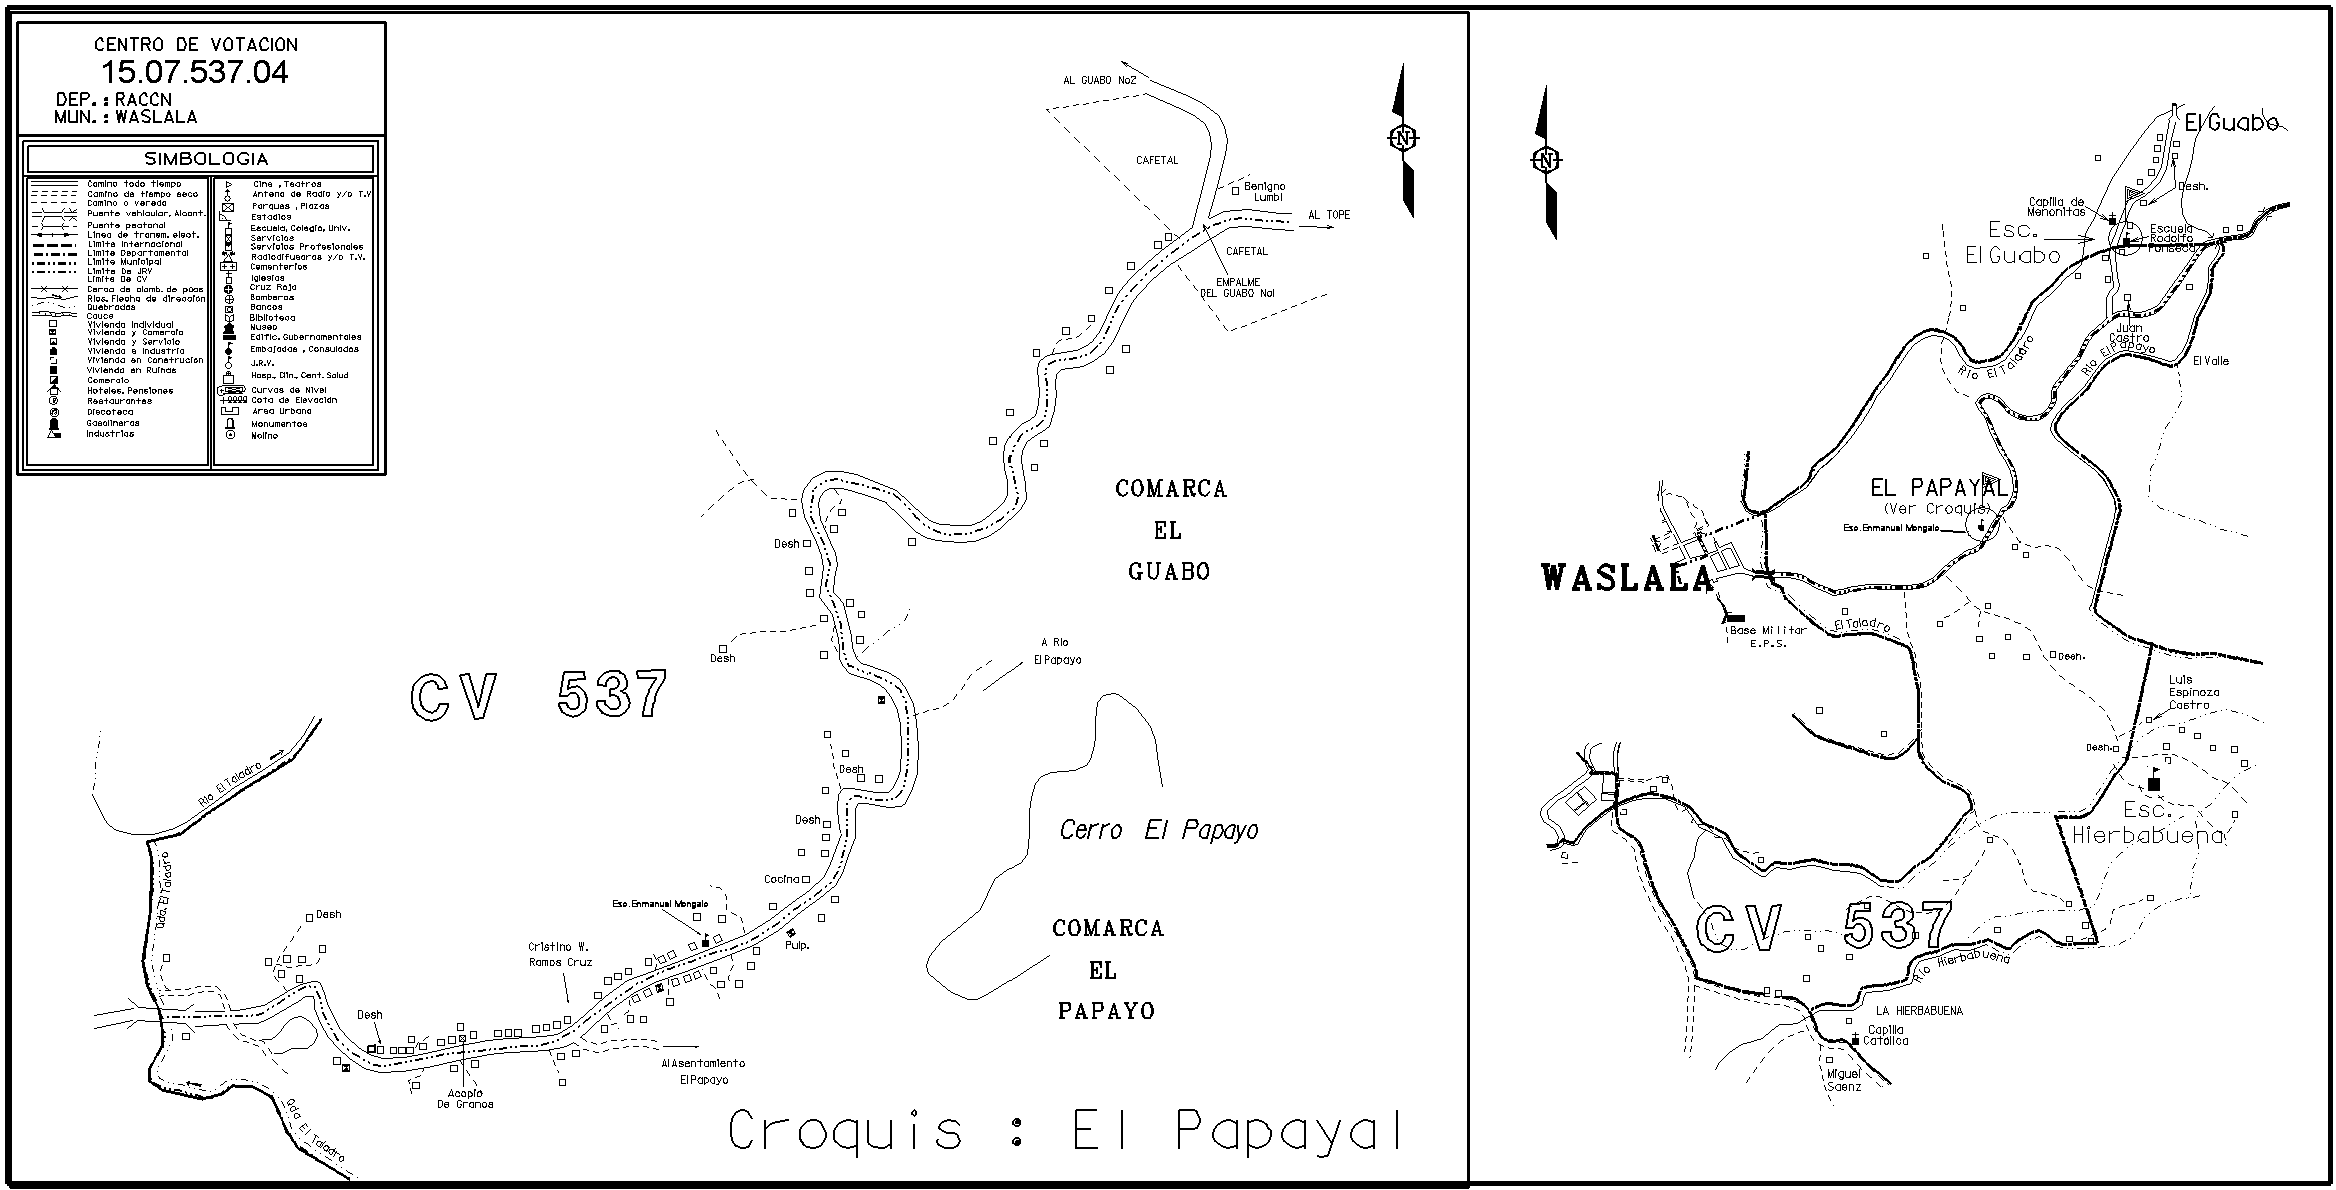 CENTRO DE VOTACION
15.07.537.04
DEP.: RACCN
MUN.: WASLALA
SIMBOLOGIA
Camino todo tiempo
Camino de tiempo seco
Camino o vereda
Puente vehicular, Alcant.
Puente peatonal
Linea de transm. elect.
Limite Internacional
Limite Departamental
Limite Municipal
Limite De JRV
Limite De CV
Cerca de alamb. de púas
Rios. Flecha de dirección
Quebradas
Cauce
Vivienda Individual
Vivienda y Comercio
Vivienda y Servicio
Vivienda e Industria
Vivienda en Construcion
Vivienda en Ruinas
Comercio
Hoteles, Pensiones
Restaurantes
Discoteca
Gasolineras
Industrias
Cine , Teatros
Antena de Radio y/o T.V
Parques , Plazas
Estadios
Escuela, Colegio, Univ.
Servicios
Servicios Profesionales
Radiodifusoras y/o T.V.
Cementerios
Iglesias
Cruz Roja
Bomberos
Bancos
Biblioteca
Museo
Edific. Gubernamentales
Embajadas , Consulados
J.R.V.
Hosp., Clin., Cent. Salud
Curvas de Nivel
Cota de Elevación
Area Urbana
Monumentos
Molino
AL GUABO No2
N
CAFETAL
Benigno
Lumbi
AL TOPE
CAFETAL
EMPALME
DEL GUABO No1
COMARCA
EL
GUABO
Desh
Desh
A Rio
El Papayo
CV 537
Desh
Rio El Taladro
Desh
Cerro El Papayo
Cocina
Qda. El Taladro
Esc. Enmanuel Mongalo
Desh
COMARCA
EL
PAPAYO
Pulp.
Cristino W.
Ramos Cruz
Desh
Al Asentamiento
El Papayo
Acopio
De Granos
Qda El Taladro
Croquis : El Papayal
N
El Guabo
Desh.
Capilla de
Menonitas
Esc.
El Guabo
Escuela
Rodolfo
Fonseca
Juan
Castro
Rio El Taladro
Rio El Papayo
El Valle
EL PAPAYAL
(Ver Croquis)
Esc. Enmanuel Mongalo
WASLALA
Base Militar
E.P.S.
El Taladro
Desh.
Luis
Espinoza
Castro
Desh.
Esc.
Hierbabuena
CV 537
Rio Hierbabuena
LA HIERBABUENA
Capilla
Católica
Miguel
Saenz